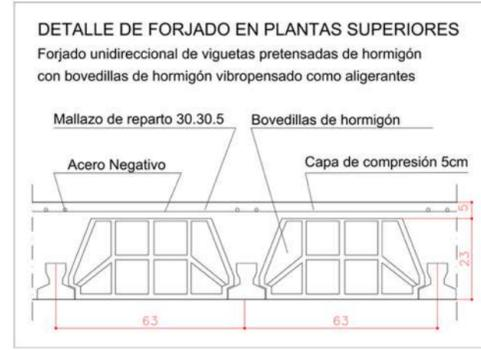 DETALLE DE FORJADO EN PLANTAS SUPERIORES
Forjado unidireccional de viguetas pretensadas de hormigón
con bovedillas de hormigón vibropensado como aligerantes
Mallazo de reparto 30.30.5
Bovedillas de hormigón
Acero Negativo
Capa de compresión 5cm
5
23
63
63